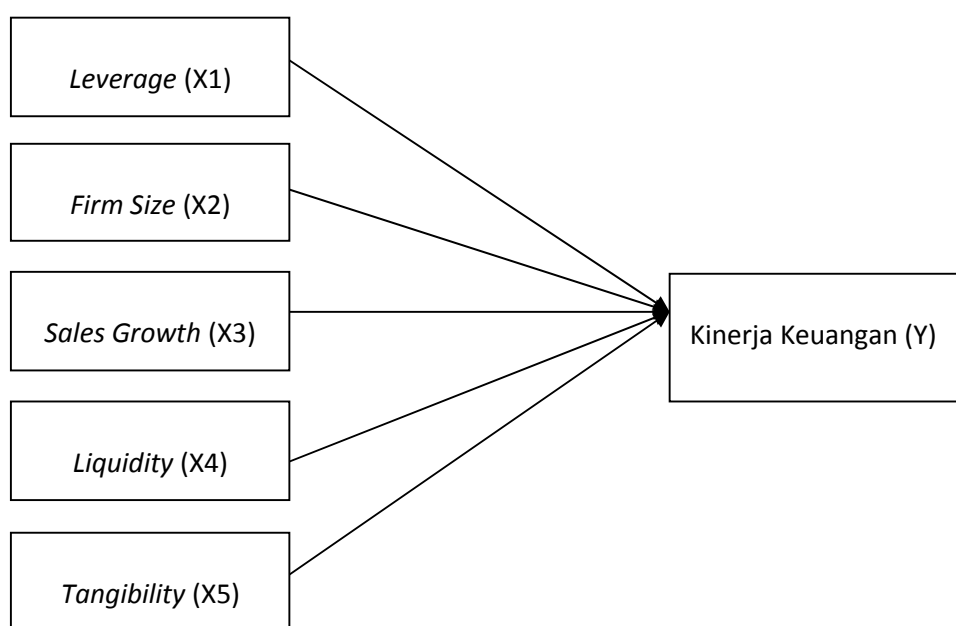 Leverage (X1)
Firm Size (X2)
Sales Growth (X3)
Liquidity (X4)
Tangibility (X5)
Kinerja Keuangan (Y)